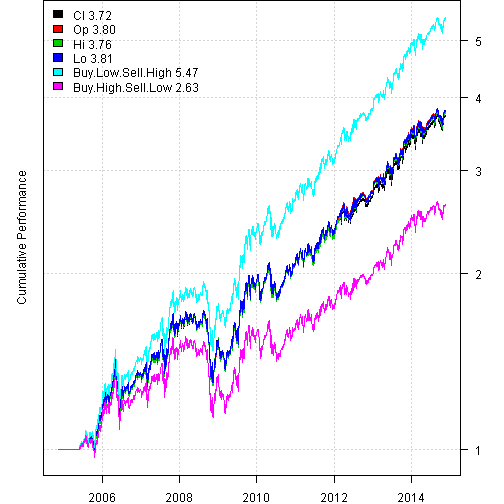 Cl 3.72
Op 3.80
Hi 3.76
Lo 3.81
Buy.Low.Sell.High 5.47
Buy.High.Sell.Low 2.63
Cumulative Performance
5
4
3
2
1
2006 2008 2010 2012 2014